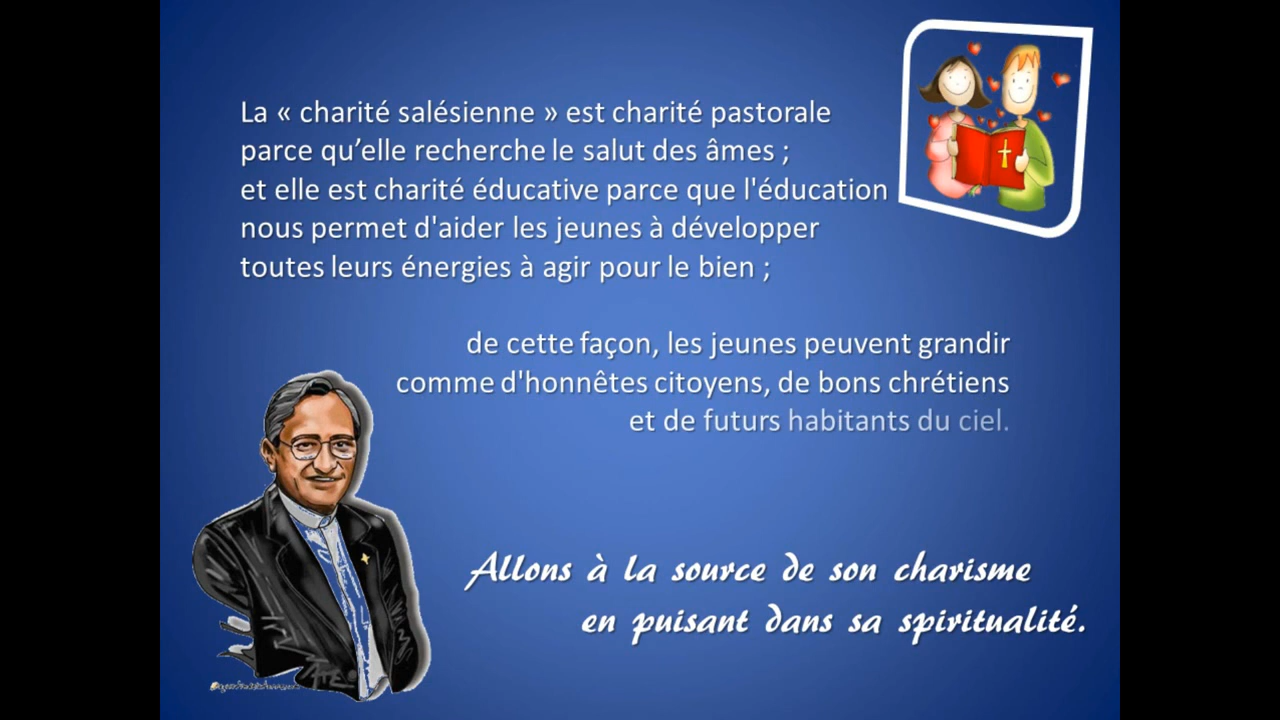 La « charité salésienne » est charité pastorale
parce qu’elle recherche le salut des âmes ;
et elle est charité éducative parce que l'éducation
nous permet d'aider les jeunes à développer
toutes leurs énergies à agir pour le bien ;
de cette façon, les jeunes peuvent grandir
comme d'honnêtes citoyens, de bons chrétiens
et de futurs habitants du ciel.
Allons à la source de son charisme
en puisant dans sa spiritualité.